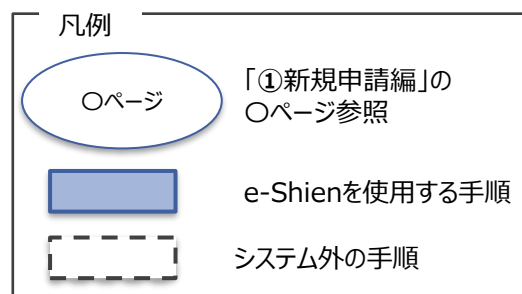 凡例
〇ページ
「①新規申請編」の
〇ページ参照
e-Shienを使用する手順
システム外の手順